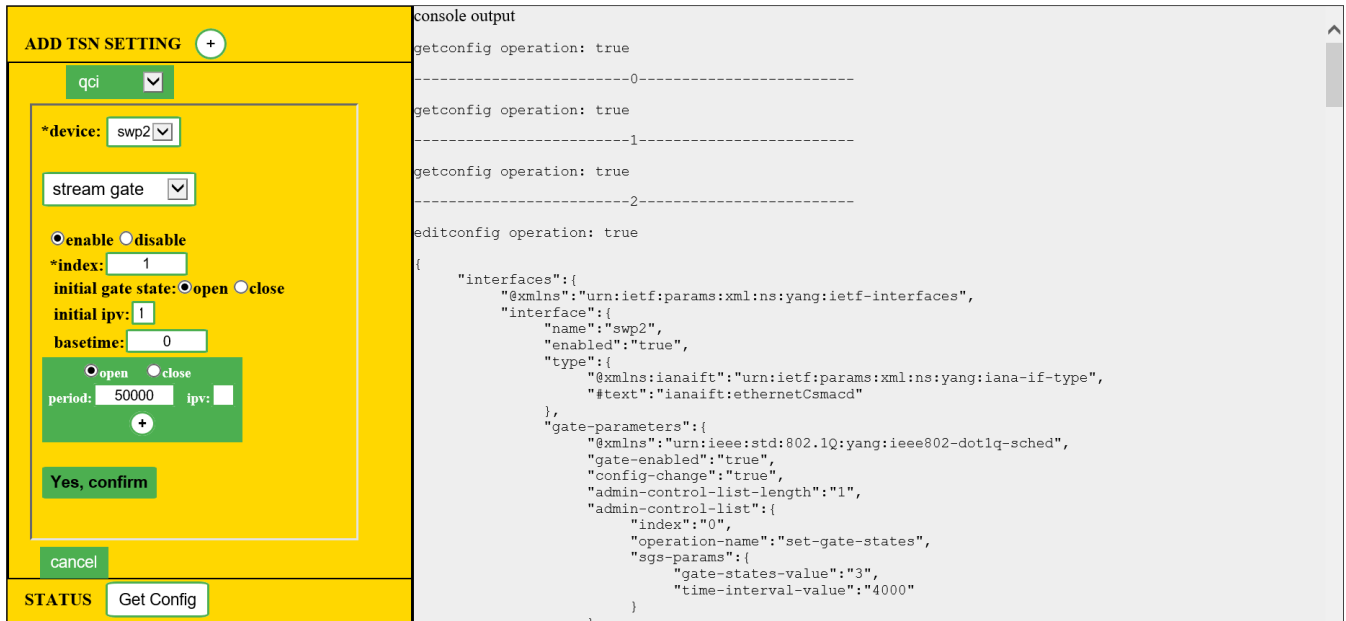 ADD TSN SETTING +
qci
*device: swp2
stream gate
enable disable
*index: 1
initial gate state: open close
initial ipv: 1
basetime: 0
open close
period: 50000 ipv:
+
Yes, confirm
cancel
STATUS Get Config
console output
getconfig operation: true
-------------------------0-------------------------
getconfig operation: true
-------------------------1-------------------------
getconfig operation: true
-------------------------2-------------------------
editconfig operation: true
{
"interfaces":{
"@xmlns":"urn:ietf:params:xml:ns:yang:ietf-interfaces",
"interface":{
"name":"swp2",
"enabled":"true",
"type":{
"@xmlns:ianaift":"urn:ietf:params:xml:ns:yang:iana-if-type",
"#text":"ianaift:ethernetCsmacd"
},
"gate-parameters":{
"@xmlns":"urn:ieee:std:802.1Q:yang:ieee802-dot1q-sched",
"gate-enabled":"true",
"config-change":"true",
"admin-control-list-length":"1",
"admin-control-list":{
"index":"0",
"operation-name":"set-gate-states",
"sgs-params":{
"gate-states-value":"3",
"time-interval-value":"4000"
}